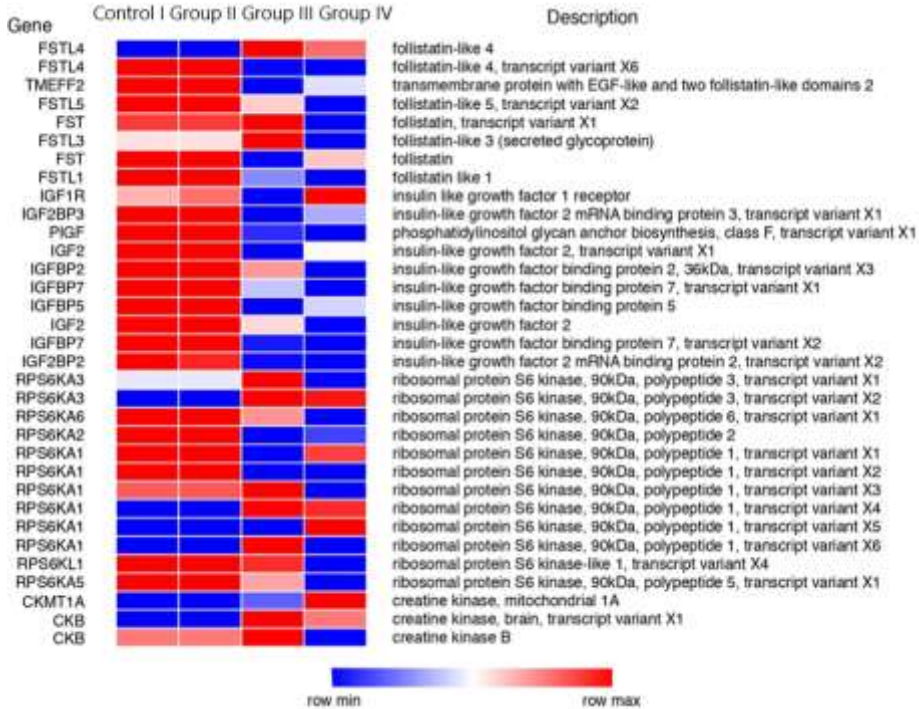 Gene Control I Group II Group III Group IV Description
FSTL4 follistatin-like 4
FSTL4 follistatin-like 4, transcript variant X6
TMEFF2 transmembrane protein with EGF-like and two follistatin-like domains 2
FSTL5 follistatin-like 5, transcript variant X2
FST follistatin, transcript variant X1
FSTL3 follistatin-like 3 (secreted glycoprotein)
FST follistatin
FSTL1 follistatin like 1
IGF1R insulin like growth factor 1 receptor
IGF2BP3 insulin-like growth factor 2 mRNA binding protein 3, transcript variant X1
PIGF phosphatidylinositol glycan anchor biosynthesis, class F, transcript variant X1
IGF2 insulin-like growth factor 2, transcript variant X1
IGFBP2 insulin-like growth factor binding protein 2, 36kDa, transcript variant X3
IGFBP7 insulin-like growth factor binding protein 7, transcript variant X1
IGFBP5 insulin-like growth factor binding protein 5
IGF2 insulin-like growth factor 2
IGFBP7 insulin-like growth factor binding protein 7, transcript variant X2
IGF2BP2 insulin-like growth factor 2 mRNA binding protein 2, transcript variant X2
RPS6KA3 ribosomal protein S6 kinase, 90kDa, polypeptide 3, transcript variant X1
RPS6KA3 ribosomal protein S6 kinase, 90kDa, polypeptide 3, transcript variant X2
RPS6KA6 ribosomal protein S6 kinase, 90kDa, polypeptide 6, transcript variant X1
RPS6KA2 ribosomal protein S6 kinase, 90kDa, polypeptide 2
RPS6KA1 ribosomal protein S6 kinase, 90kDa, polypeptide 1, transcript variant X1
RPS6KA1 ribosomal protein S6 kinase, 90kDa, polypeptide 1, transcript variant X2
RPS6KA1 ribosomal protein S6 kinase, 90kDa, polypeptide 1, transcript variant X3
RPS6KA1 ribosomal protein S6 kinase, 90kDa, polypeptide 1, transcript variant X4
RPS6KA1 ribosomal protein S6 kinase, 90kDa, polypeptide 1, transcript variant X5
RPS6KA1 ribosomal protein S6 kinase, 90kDa, polypeptide 1, transcript variant X6
RPS6KL1 ribosomal protein S6 kinase-like 1, transcript variant X4
RPS6KA5 ribosomal protein S6 kinase, 90kDa, polypeptide 5, transcript variant X1
CKMT1A creatine kinase, mitochondrial 1A
CKB creatine kinase, brain, transcript variant X1
CKB creatine kinase B
row min row max